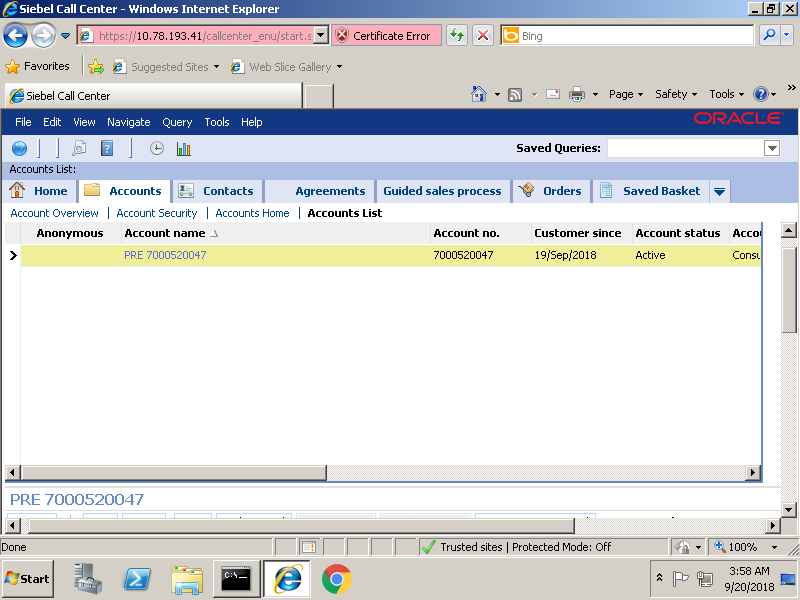 Siebel Call Center - Windows Internet Explorer
https://10.78.193.41/callcenter_enu/start.s
Certificate Error
Bing
Favorites
Suggested Sites
Web Slice Gallery
Siebel Call Center
Page
Safety
Tools
»
File Edit View Navigate Query Tools Help
ORACLE
Saved Queries:
Accounts List:
Home Accounts Contacts Agreements Guided sales process Orders Saved Basket
Account Overview | Account Security | Accounts Home | Accounts List
Anonymous Account name Account no. Customer since Account status Accou
PRE 7000520047 7000520047 19/Sep/2018 Active Consu
PRE 7000520047
Done
Trusted sites | Protected Mode: Off
100%
Start
C:\_
3:58 AM
9/20/2018